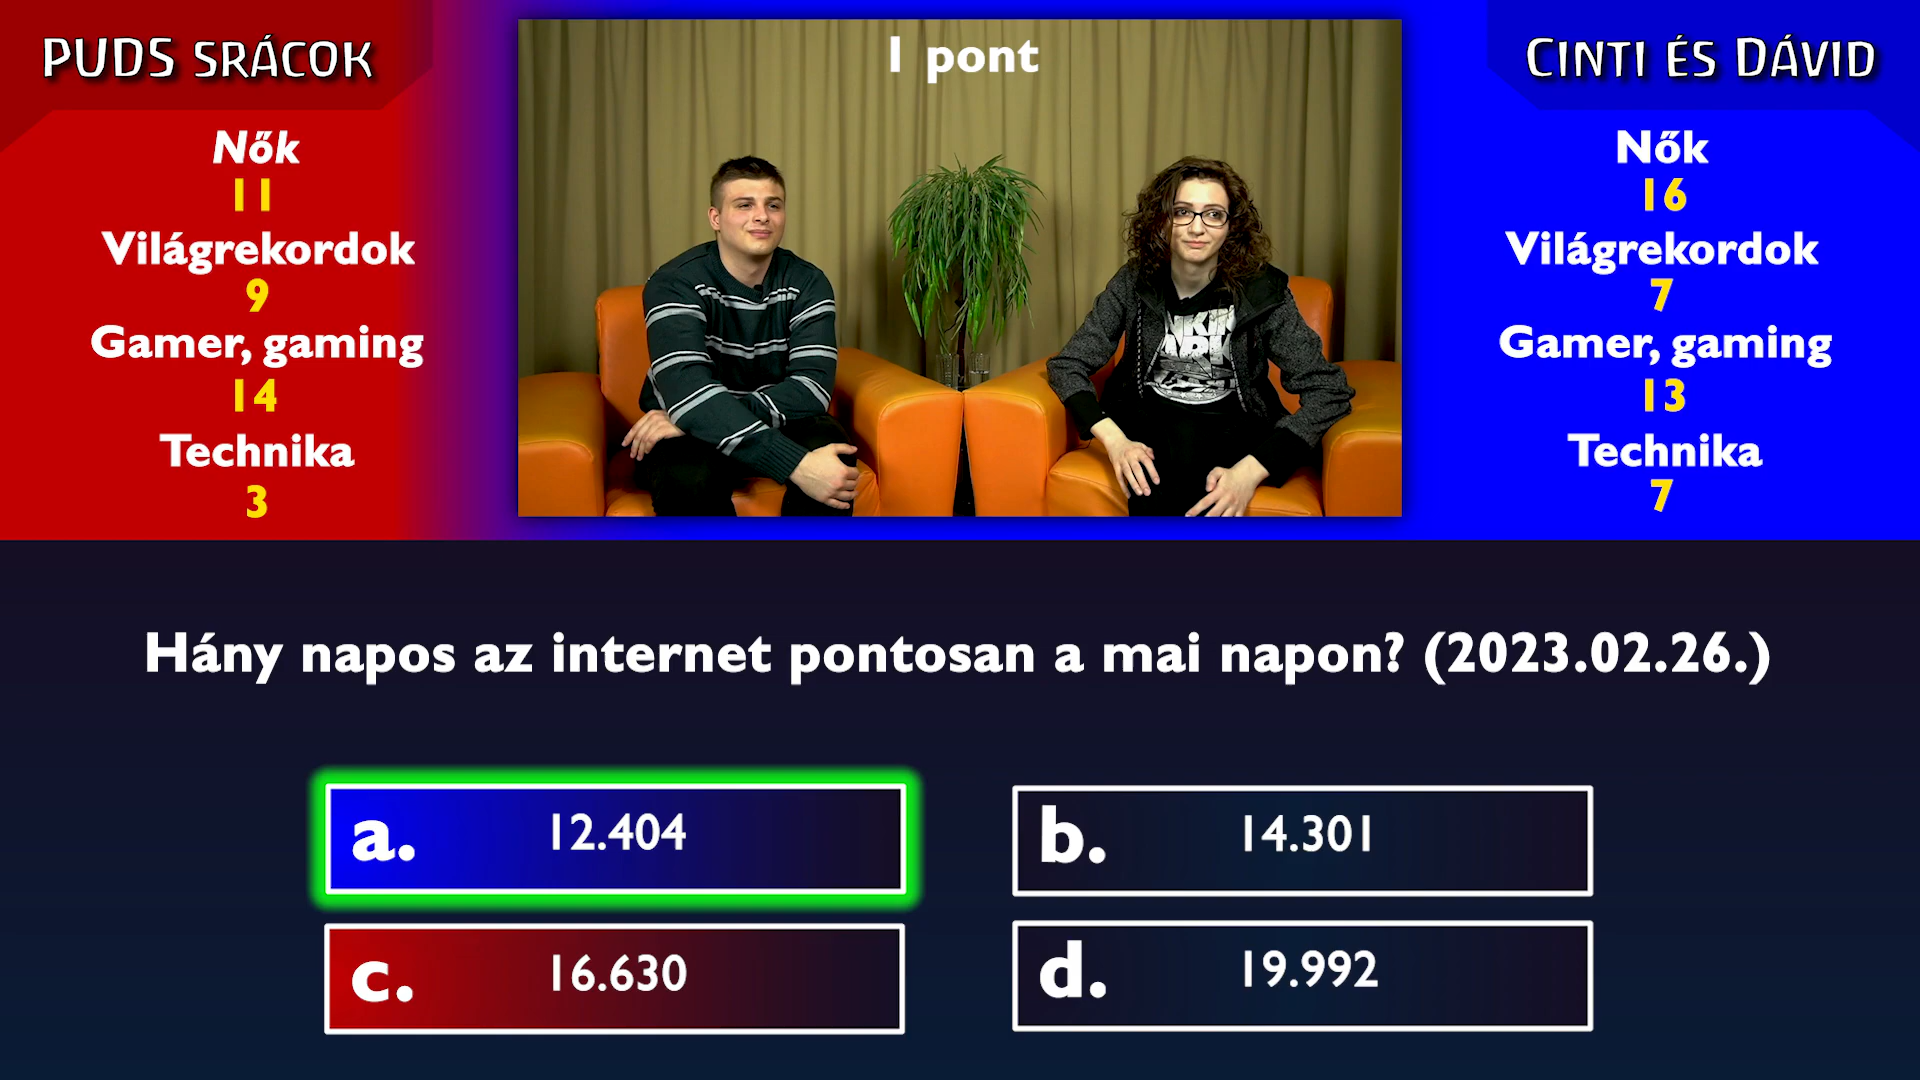 PUDS SRÁCOK
Nők
11
Világrekordok
9
Gamer, gaming
14
Technika
3
1 pont
CINTI ÉS DÁVID
Nők
16
Világrekordok
7
Gamer, gaming
13
Technika
7
Hány napos az internet pontosan a mai napon? (2023.02.26.)
a. 12.404
b. 14.301
c. 16.630
d. 19.992